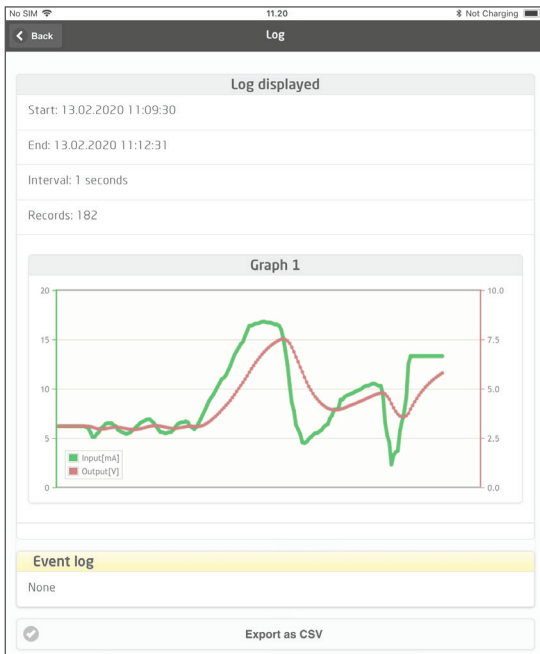 No SIM 11.20 Not Charging
Back Log
Log displayed
Start: 13.02.2020 11:09:30
End: 13.02.2020 11:12:31
Interval: 1 seconds
Records: 182
Graph 1
20 10.0
15 7.5
10 5.0
5 2.5
Input[mA]
Output[V]
0 0.0
Event log
None
Export as CSV